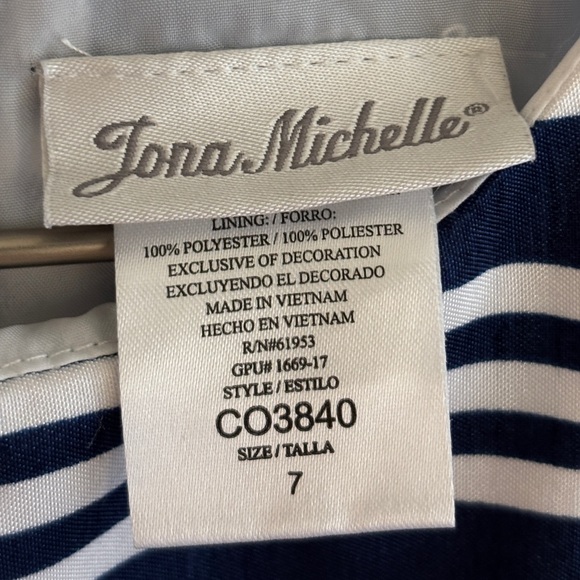 Jona Michelle®
LINING: / FORRO:
100% POLYESTER / 100% POLIESTER
EXCLUSIVE OF DECORATION
EXCLUYENDO EL DECORADO
MADE IN VIETNAM
HECHO EN VIETNAM
R/N#61953
GPU# 1669-17
STYLE / ESTILO
CO3840
SIZE / TALLA
7